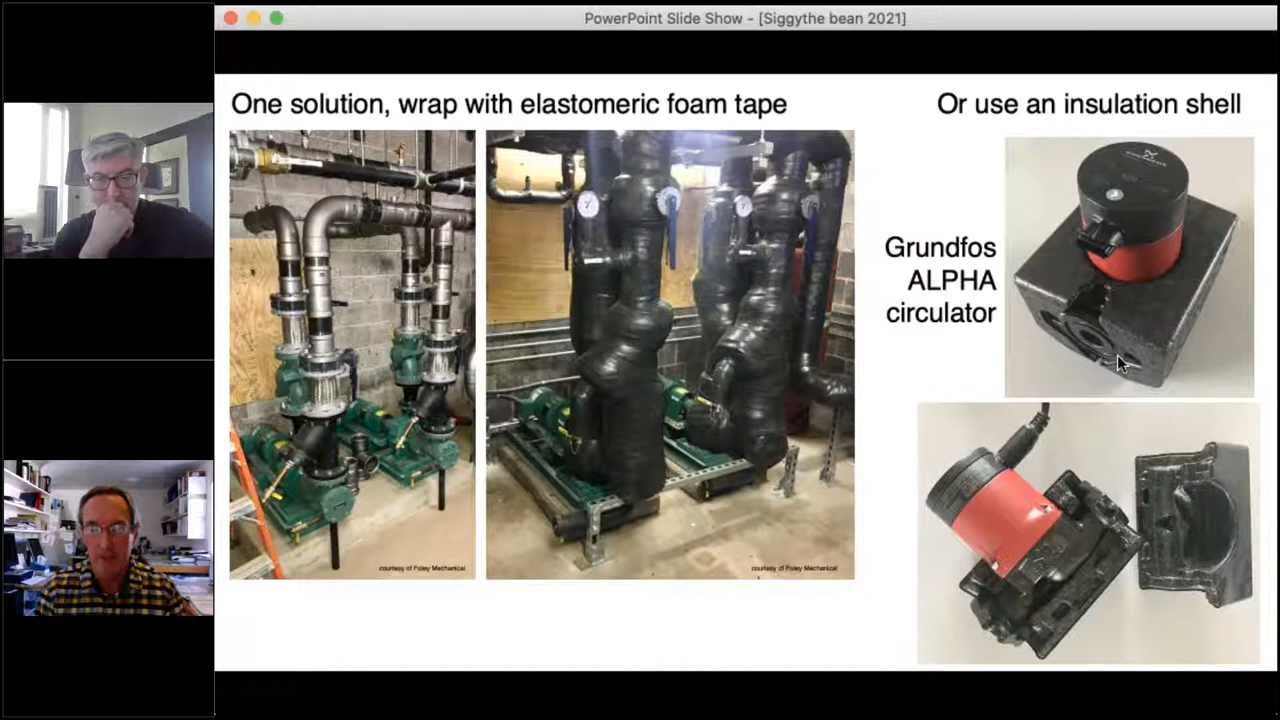 PowerPoint Slide Show - [Siggythe bean 2021]
One solution, wrap with elastomeric foam tape
Or use an insulation shell
Grundfos
ALPHA
circulator
courtesy of Foley Mechanical
courtesy of Foley Mechanical